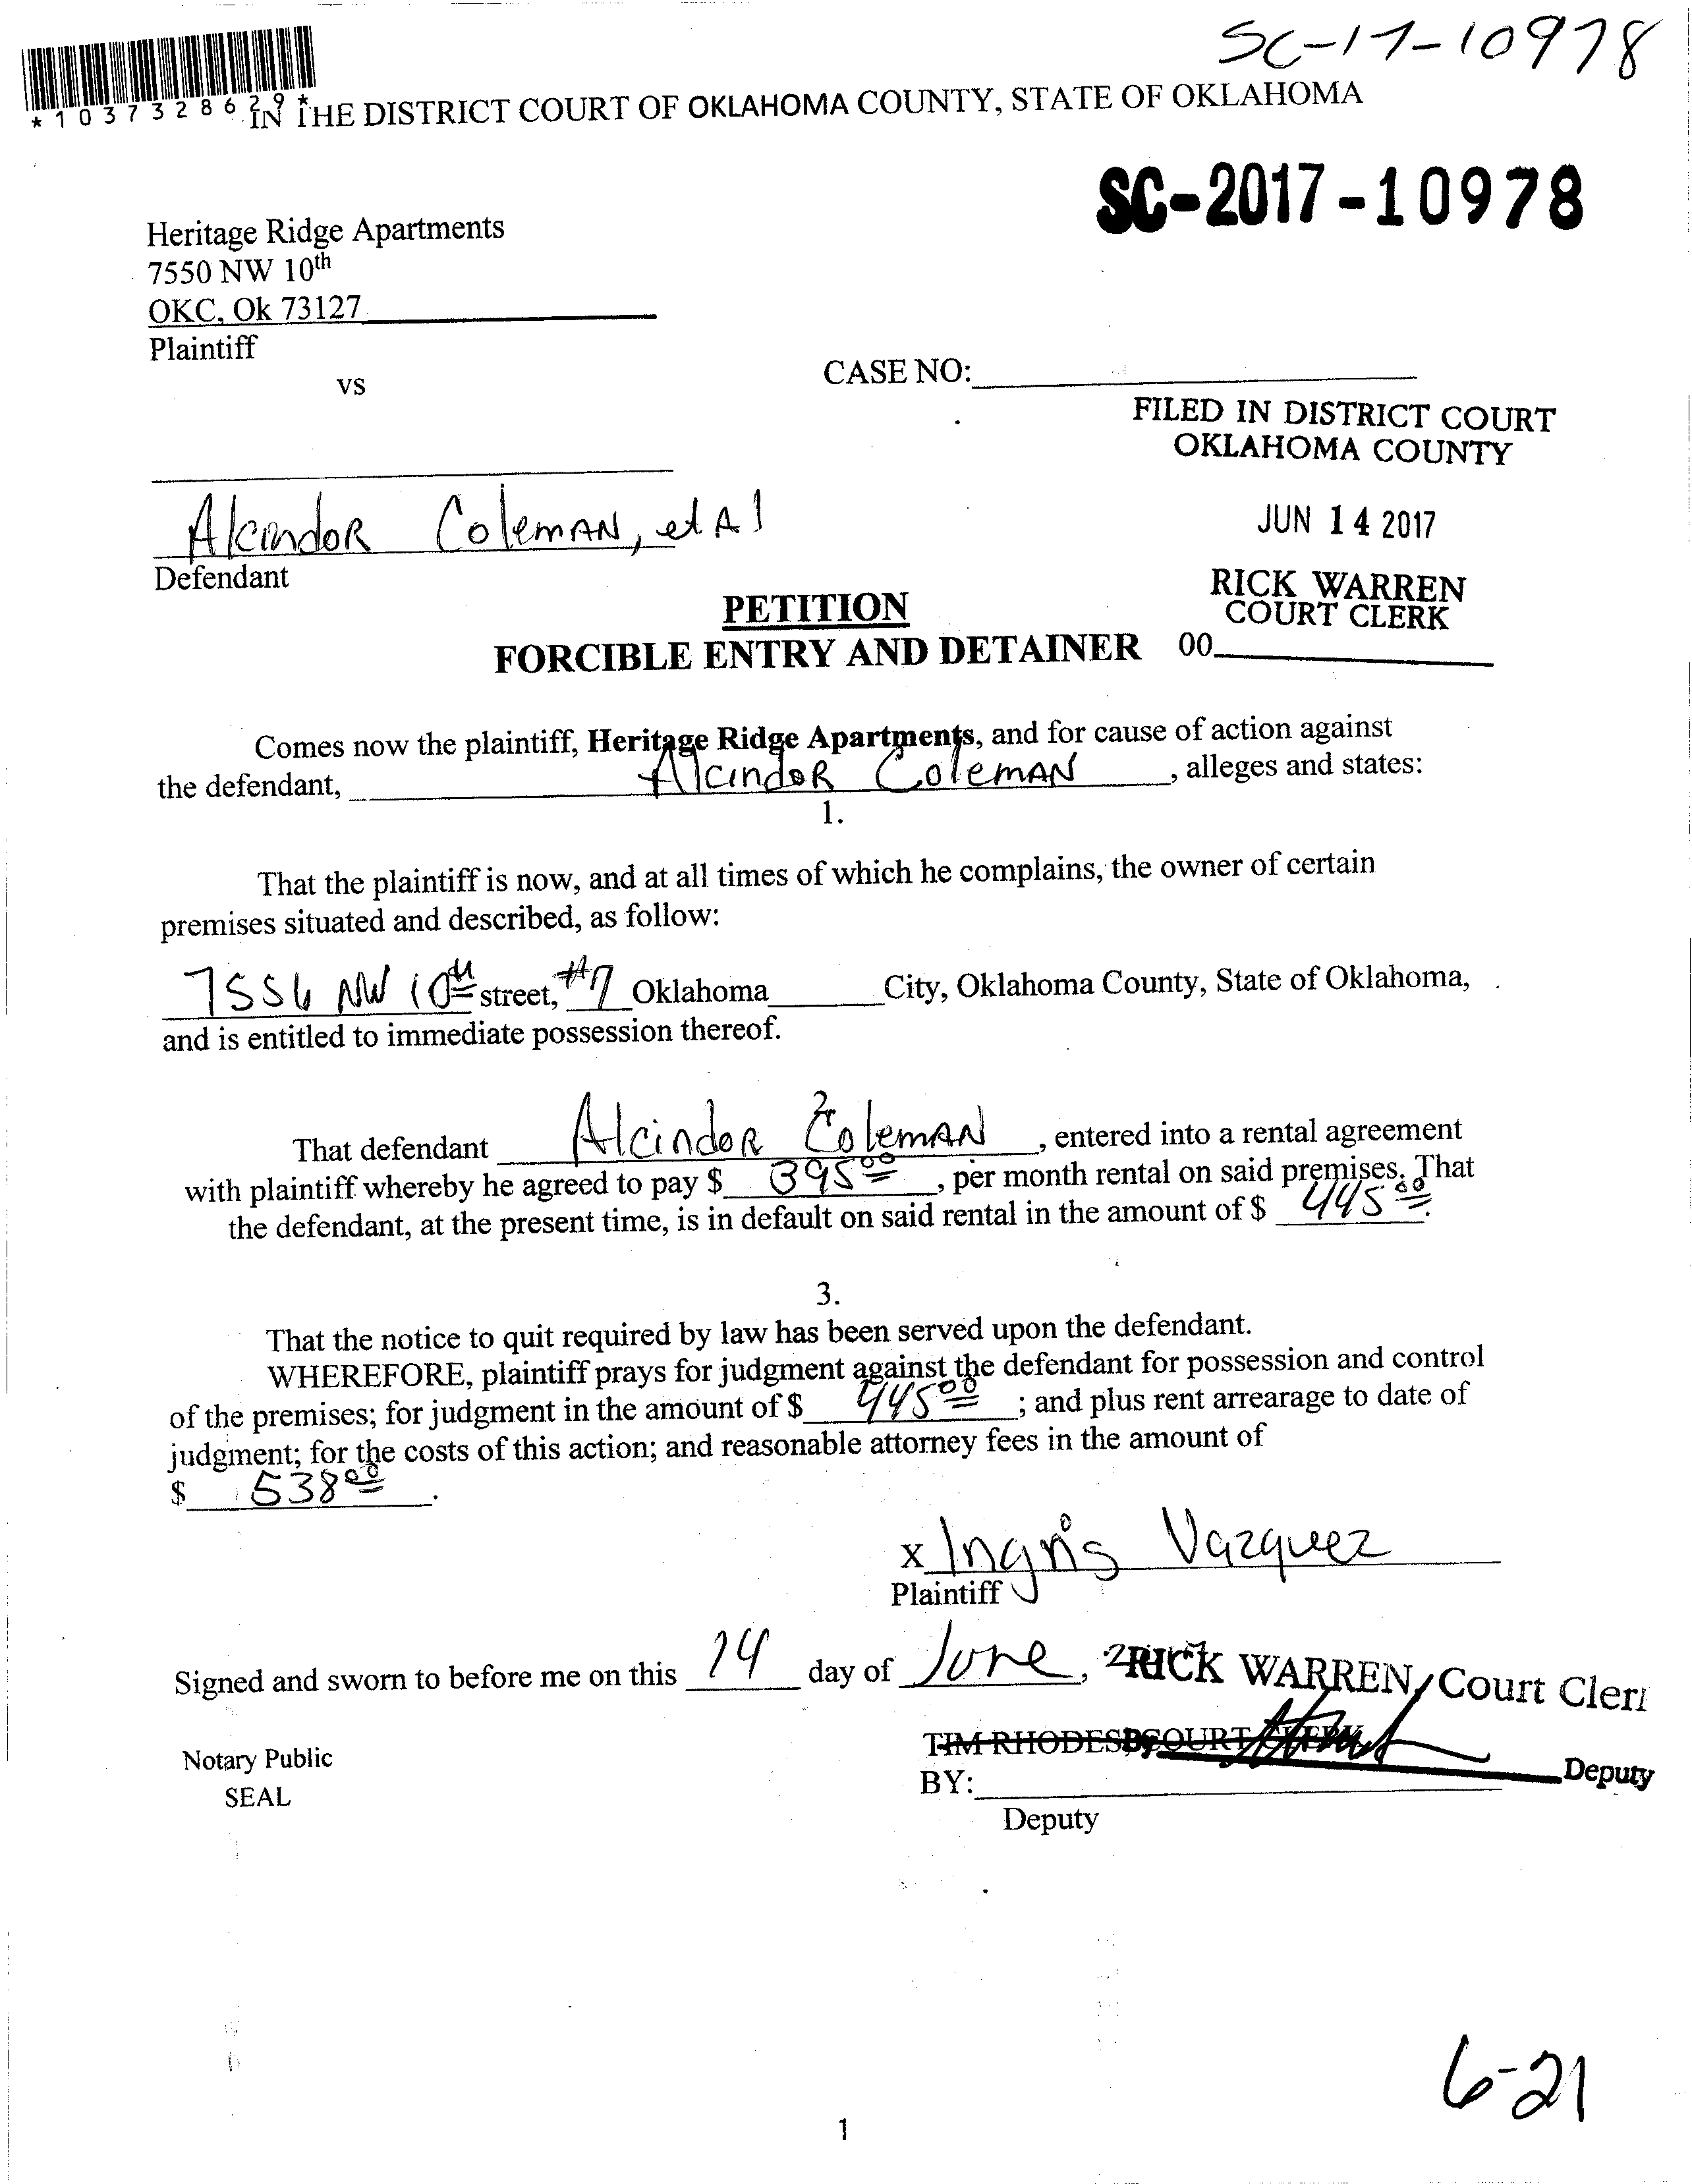 SC-17-10978
*1037328629*
IN THE DISTRICT COURT OF OKLAHOMA COUNTY, STATE OF OKLAHOMA
SC-2017-10978
Heritage Ridge Apartments
7550 NW 10th
OKC, Ok 73127
Plaintiff
vs
CASE NO:
FILED IN DISTRICT COURT
OKLAHOMA COUNTY
JUN 14 2017
RICK WARREN
COURT CLERK
00
Alcindor Coleman, et Al
Defendant
PETITION
FORCIBLE ENTRY AND DETAINER
Comes now the plaintiff, Heritage Ridge Apartments, and for cause of action against
the defendant, Alcindor Coleman, alleges and states:
1.
That the plaintiff is now, and at all times of which he complains, the owner of certain
premises situated and described, as follow:
7556 NW 10th street, #7 Oklahoma City, Oklahoma County, State of Oklahoma,
and is entitled to immediate possession thereof.
2.
That defendant Alcindor Coleman, entered into a rental agreement
with plaintiff whereby he agreed to pay $ 395 00, per month rental on said premises. That
the defendant, at the present time, is in default on said rental in the amount of $ 445 00.
3.
That the notice to quit required by law has been served upon the defendant.
WHEREFORE, plaintiff prays for judgment against the defendant for possession and control
of the premises; for judgment in the amount of $ 445 00; and plus rent arrearage to date of
judgment; for the costs of this action; and reasonable attorney fees in the amount of
$ 538 00.
x Ingris Vazquez
Plaintiff
Signed and sworn to before me on this 14 day of June, RICK WARREN, Court Cler
TIM RHODES, COURT CLERK
By Deputy
Notary Public
SEAL
BY:
Deputy
6-21
1